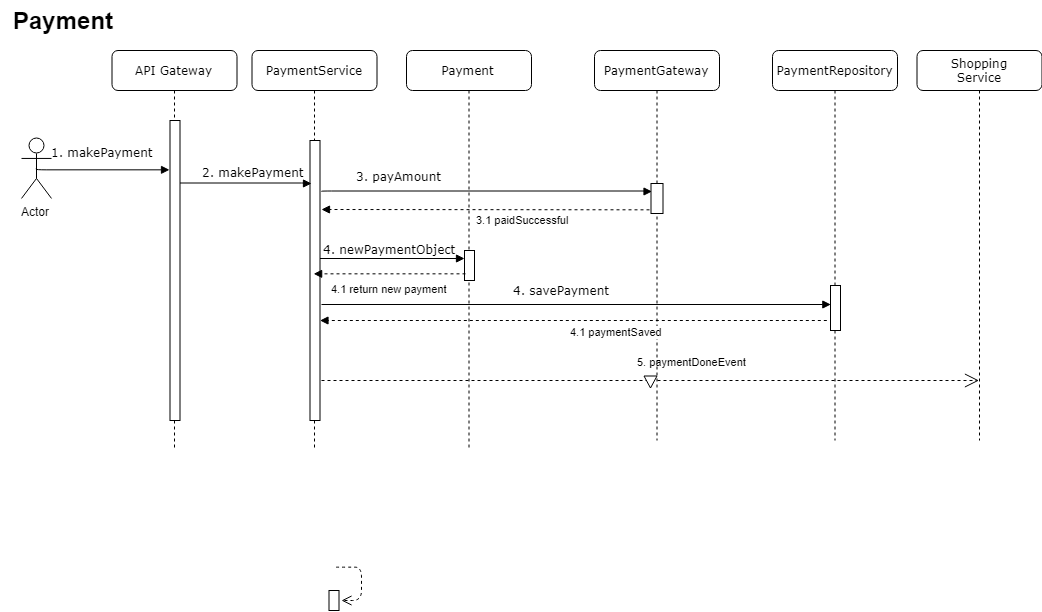 Payment
API Gateway
PaymentService
Payment
PaymentGateway
PaymentRepository
Shopping
Service
1. makePayment
2. makePayment
3. payAmount
Actor
3.1 paidSuccessful
4. newPaymentObject
4.1 return new payment
4. savePayment
4.1 paymentSaved
5. paymentDoneEvent